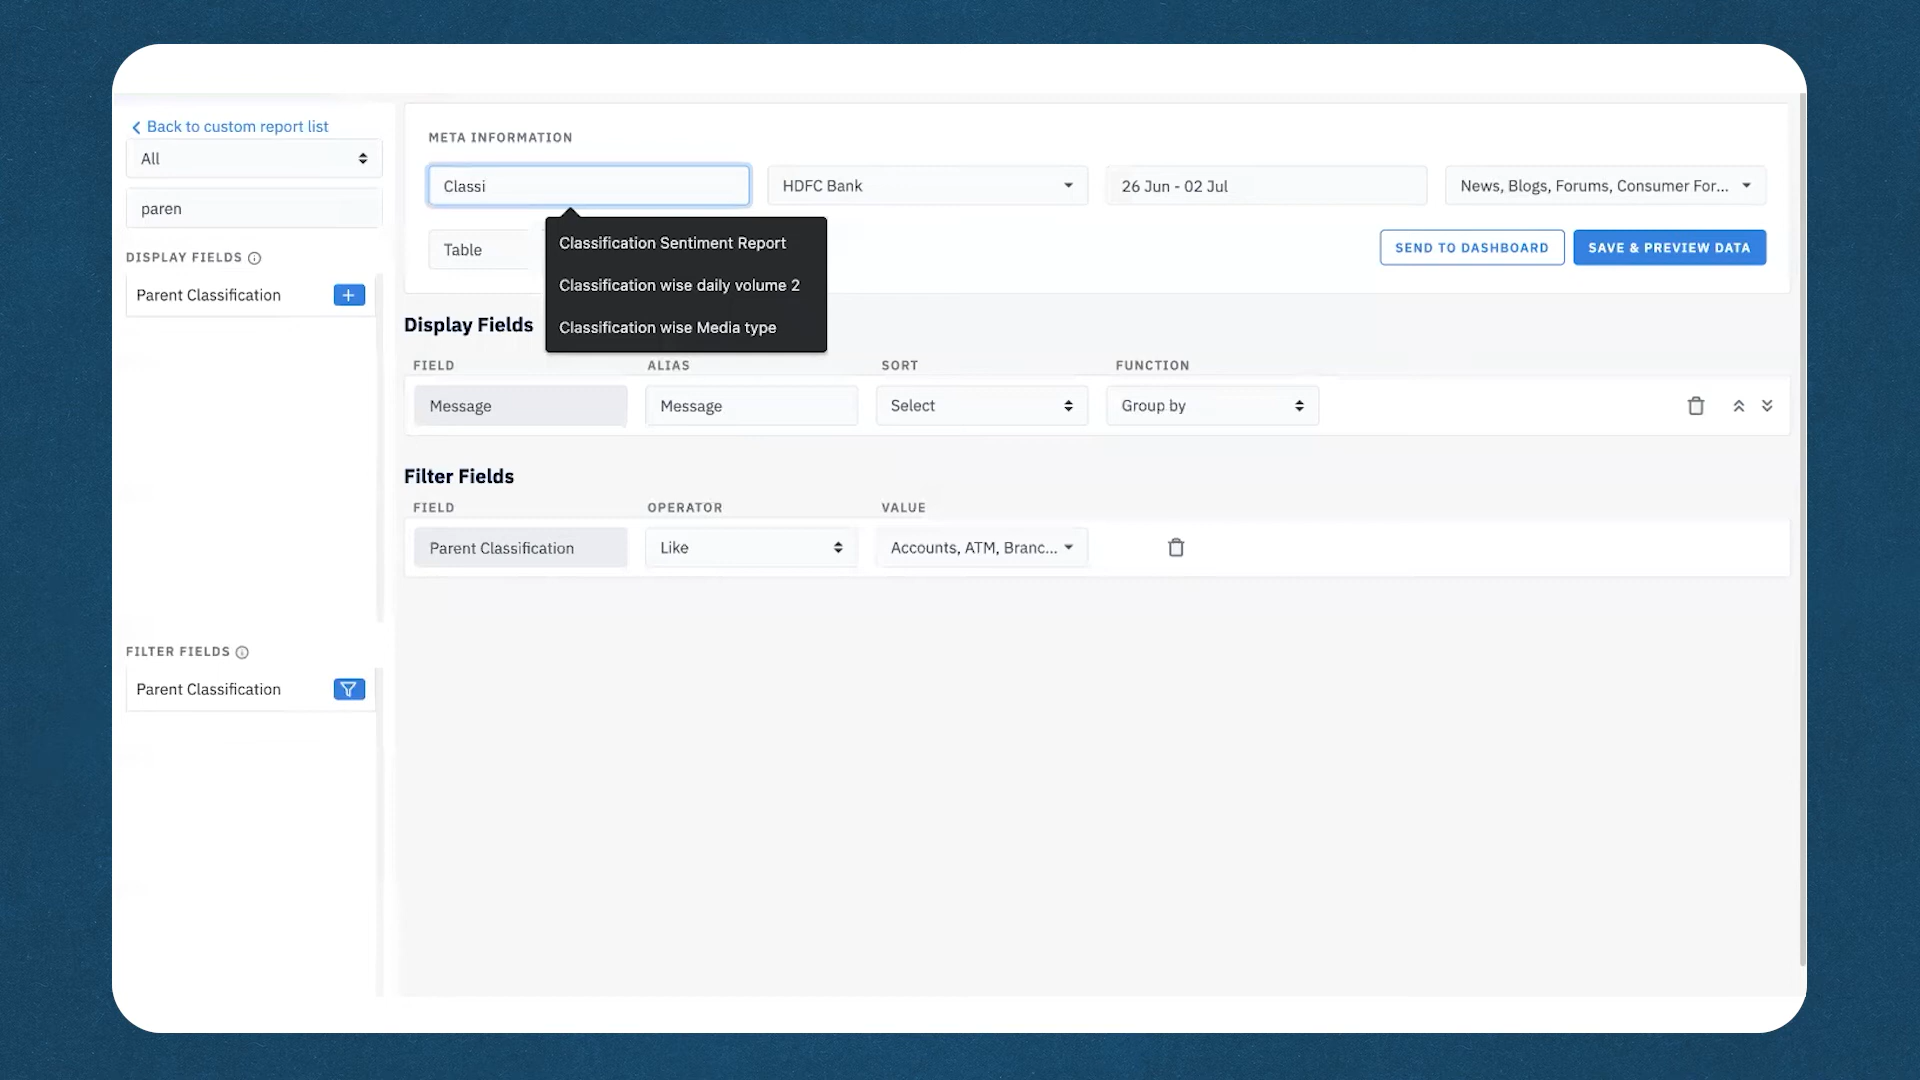 Back to custom report list
All
paren
DISPLAY FIELDS
Parent Classification
FILTER FIELDS
Parent Classification
META INFORMATION
Classi
HDFC Bank
26 Jun - 02 Jul
News, Blogs, Forums, Consumer For...
Table
Classification Sentiment Report
Classification wise daily volume 2
Classification wise Media type
SEND TO DASHBOARD
SAVE & PREVIEW DATA
Display Fields
FIELD ALIAS SORT FUNCTION
Message Message Select Group by
Filter Fields
FIELD OPERATOR VALUE
Parent Classification Like Accounts, ATM, Branc...